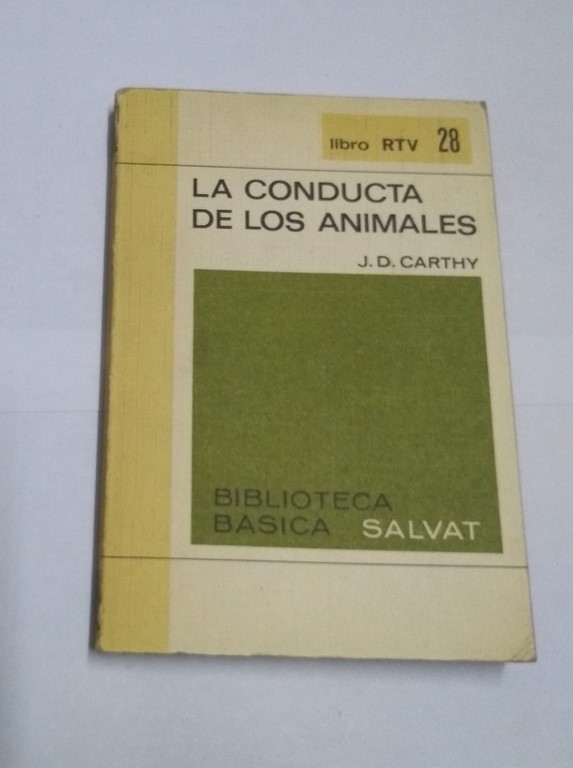 libro RTV 28
LA CONDUCTA
DE LOS ANIMALES
J. D. CARTHY
BIBLIOTECA
BASICA SALVAT